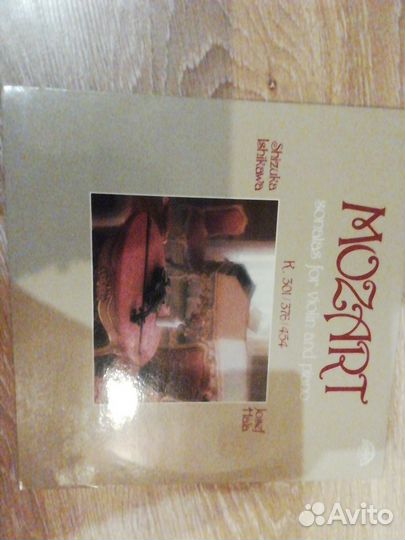 MOZART
sonatas for violin and piano
K. 301/376/454
Shizuka
Ishikawa
Josef
Hála
Avito